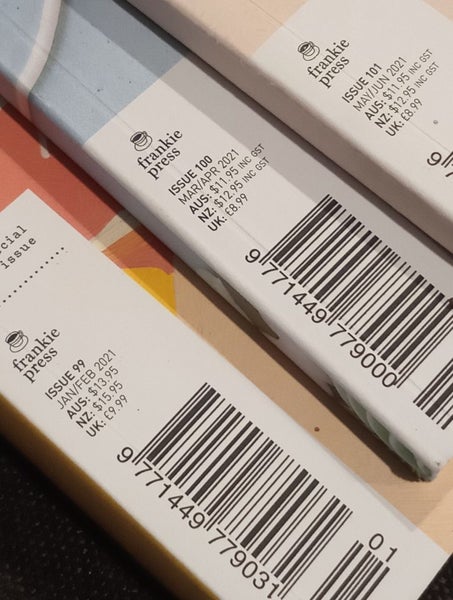 frankie
press
ISSUE 101
MAY/JUN 2021
AUS: $11.95 INC GST
NZ: $12.95 INC GST
UK: £8.99
9
frankie
press
ISSUE 100
MAR/APR 2021
AUS: $11.95 INC GST
NZ: $12.95 INC GST
UK: £8.99
9 771449 779000
cial
issue
frankie
press
ISSUE 99
JAN/FEB 2021
AUS: $13.95
NZ: $15.95
UK: £9.99
9 771449 779031
01